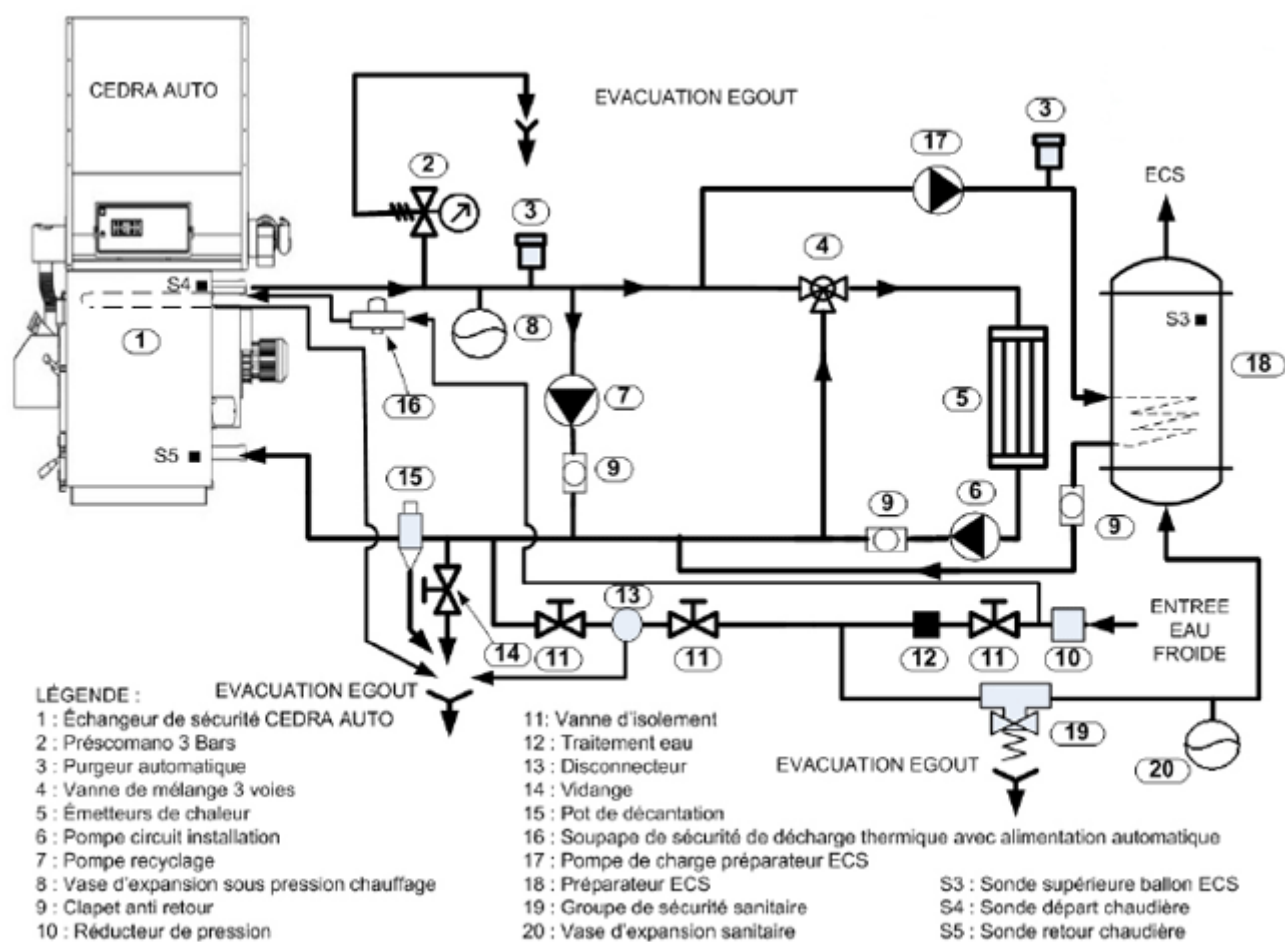 CEDRA AUTO
EVACUATION EGOUT
3
17
2
3
ECS
4
S4
S3
1
8
18
16
7
5
S5
9
15
6
9
9
13
ENTREE
EAU
FROIDE
14
11
11
12
11
10
EVACUATION EGOUT
19
EVACUATION EGOUT
20
LÉGENDE :
1 : Échangeur de sécurité CEDRA AUTO
2 : Préscomano 3 Bars
3 : Purgeur automatique
4 : Vanne de mélange 3 voies
5 : Émetteurs de chaleur
6 : Pompe circuit installation
7 : Pompe recyclage
8 : Vase d'expansion sous pression chauffage
9 : Clapet anti retour
10 : Réducteur de pression
11: Vanne d'isolement
12 : Traitement eau
13 : Disconnecteur
14 : Vidange
15 : Pot de décantation
16 : Soupape de sécurité de décharge thermique avec alimentation automatique
17 : Pompe de charge préparateur ECS
18 : Préparateur ECS
19 : Groupe de sécurité sanitaire
20 : Vase d'expansion sanitaire
S3 : Sonde supérieure ballon ECS
S4 : Sonde départ chaudière
S5 : Sonde retour chaudière